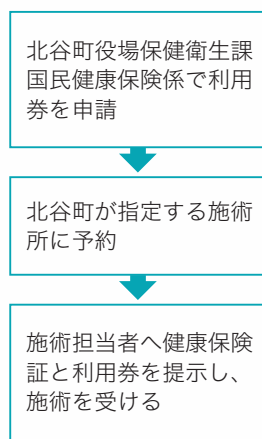 北谷町役場保健衛生課
国民健康保険係で利用
券を申請
北谷町が指定する施術
所に予約
施術担当者へ健康保険
証と利用券を提示し、
施術を受ける